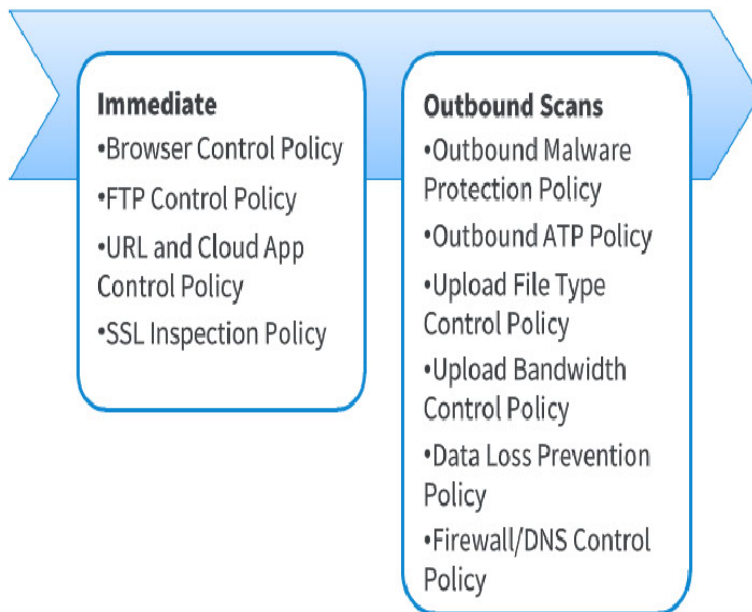 Immediate
•Browser Control Policy
•FTP Control Policy
•URL and Cloud App
Control Policy
•SSL Inspection Policy
Outbound Scans
•Outbound Malware
Protection Policy
•Outbound ATP Policy
•Upload File Type
Control Policy
•Upload Bandwidth
Control Policy
•Data Loss Prevention
Policy
•Firewall/DNS Control
Policy